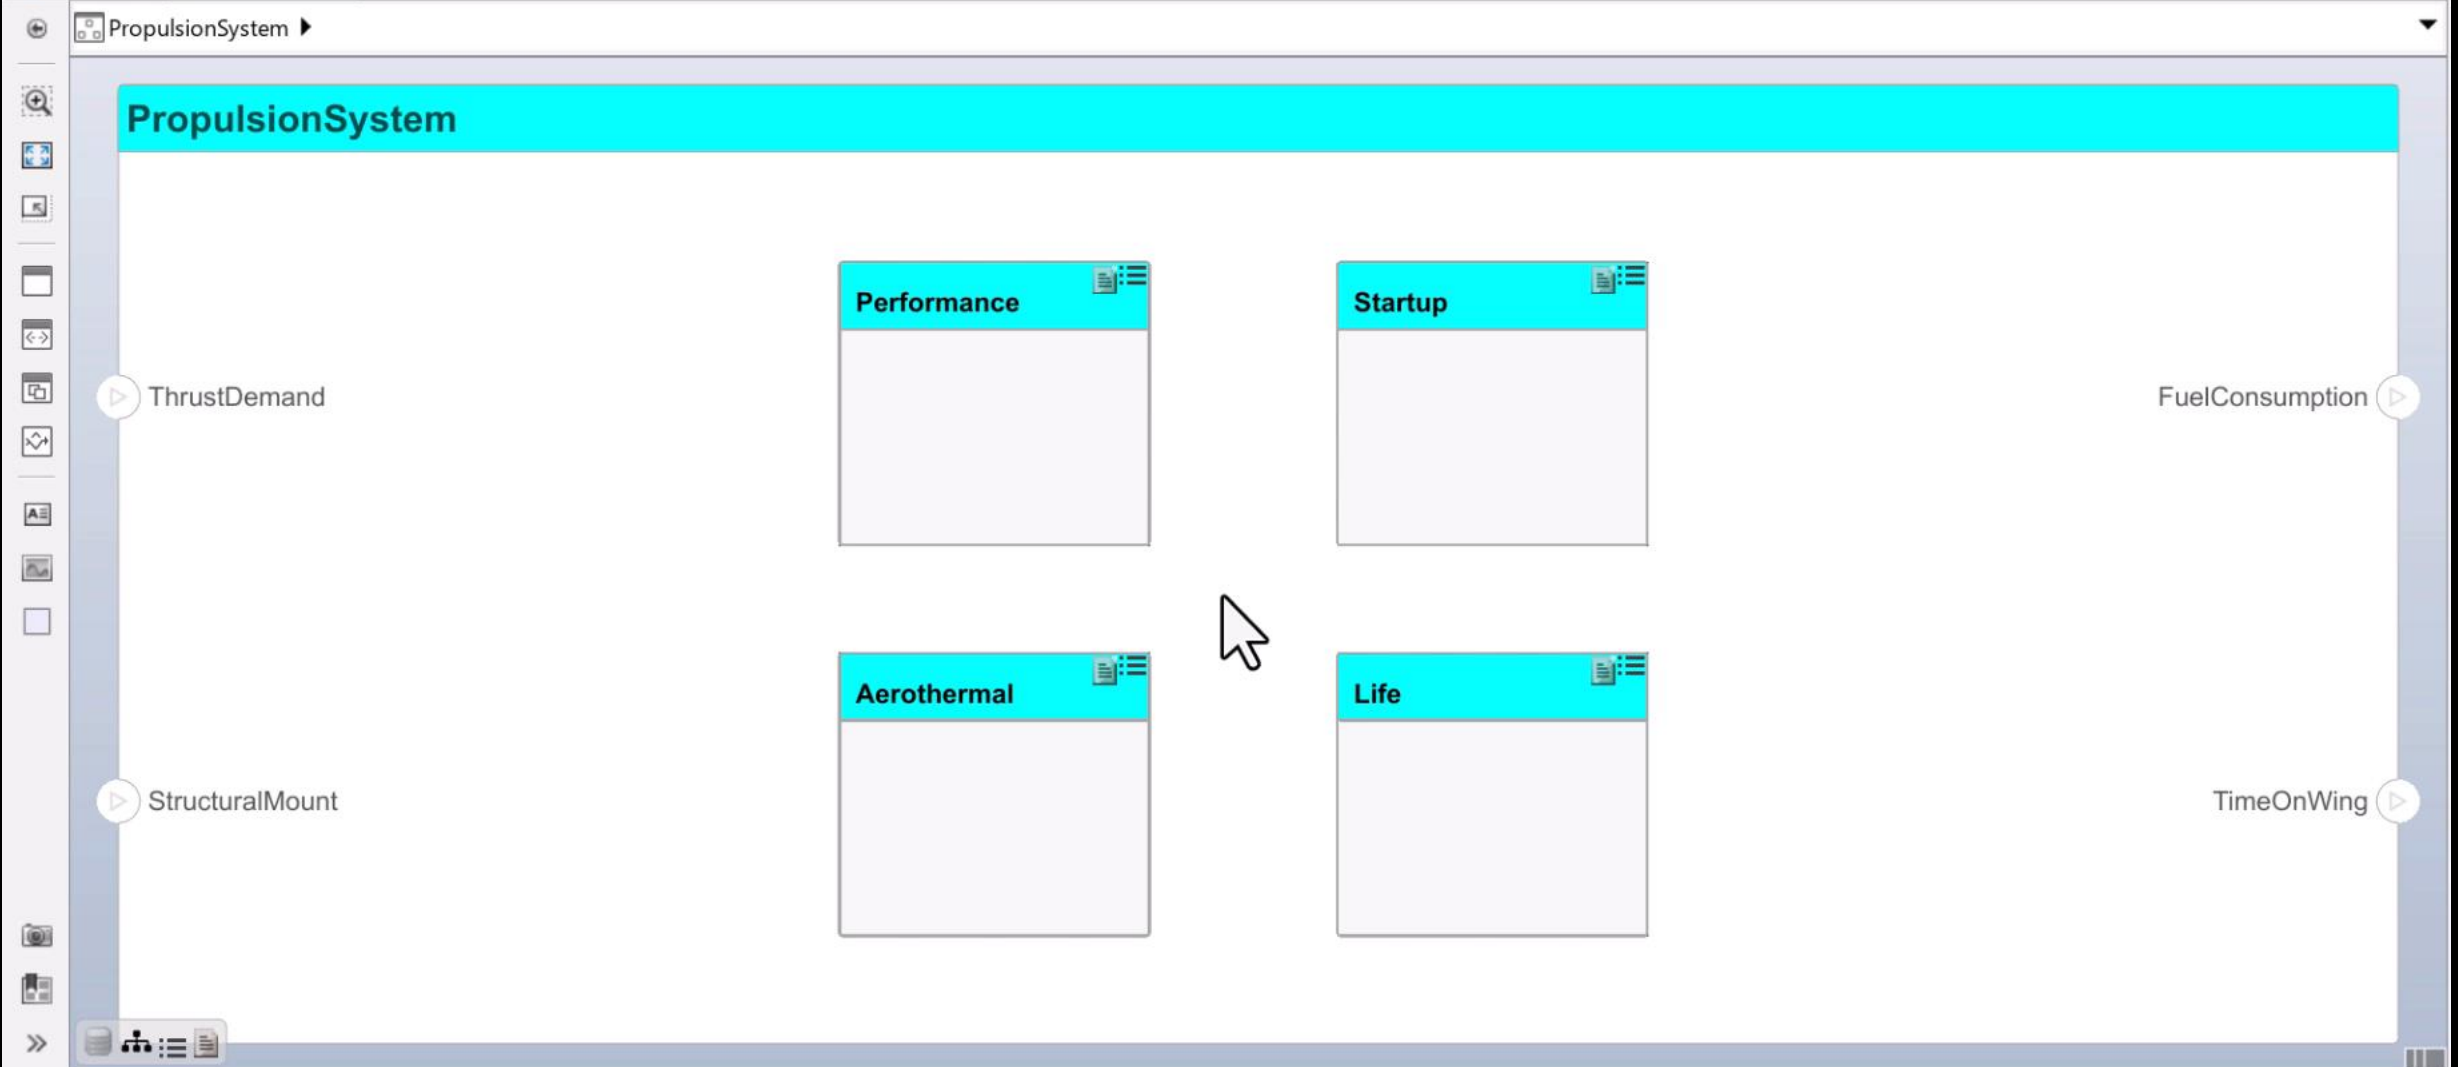 PropulsionSystem
PropulsionSystem
Performance
Startup
ThrustDemand
FuelConsumption
Aerothermal
Life
StructuralMount
TimeOnWing